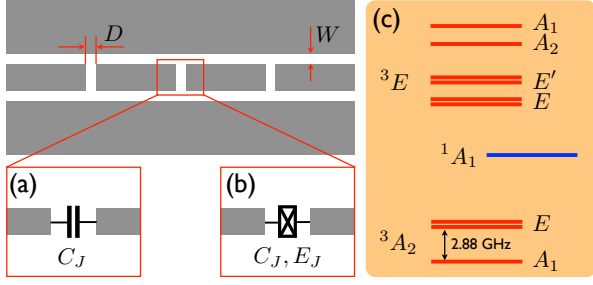 D
W
(a)
C_J
(b)
C_J, E_J
(c)
A_1
A_2
^3E
E′
E
^1A_1
E
^3A_2
2.88 GHz
A_1